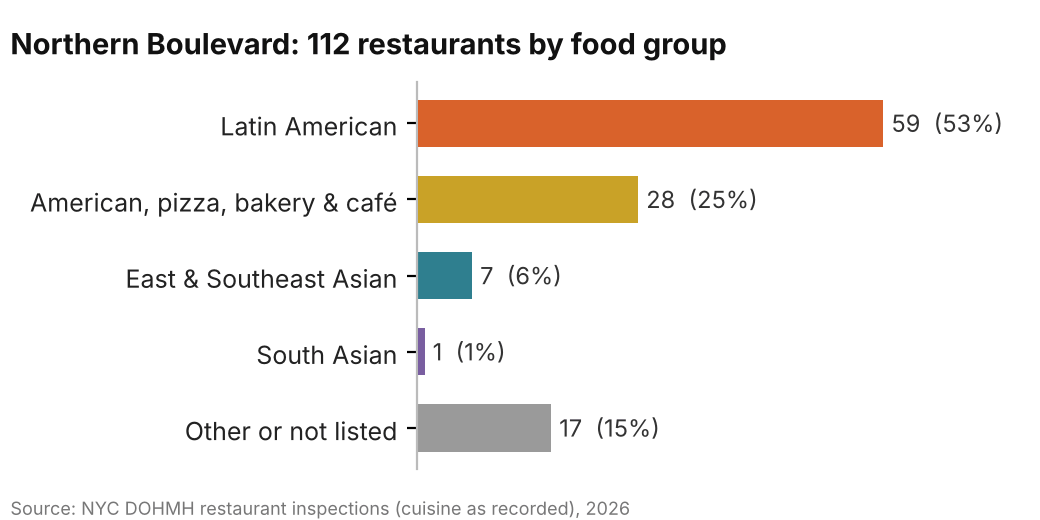 Northern Boulevard: 112 restaurants by food group
Latin American 59 (53%)
American, pizza, bakery & café 28 (25%)
East & Southeast Asian 7 (6%)
South Asian 1 (1%)
Other or not listed 17 (15%)
Source: NYC DOHMH restaurant inspections (cuisine as recorded), 2026